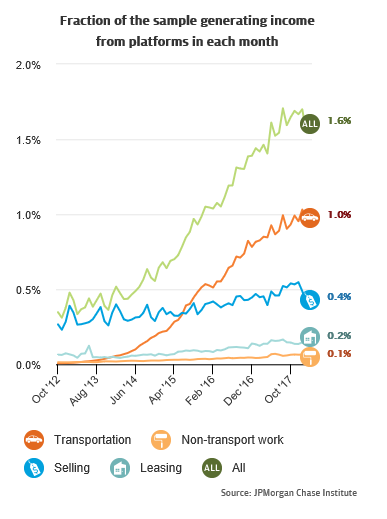 Fraction of the sample generating income
from platforms in each month
2.0%
1.5%
1.0%
0.5%
0.0%
ALL
1.6%
1.0%
0.4%
0.2%
0.1%
Oct '12
Aug '13
Jun '14
Apr '15
Feb '16
Dec '16
Oct '17
Transportation
Non-transport work
Selling
Leasing
ALL All
Source: JPMorgan Chase Institute